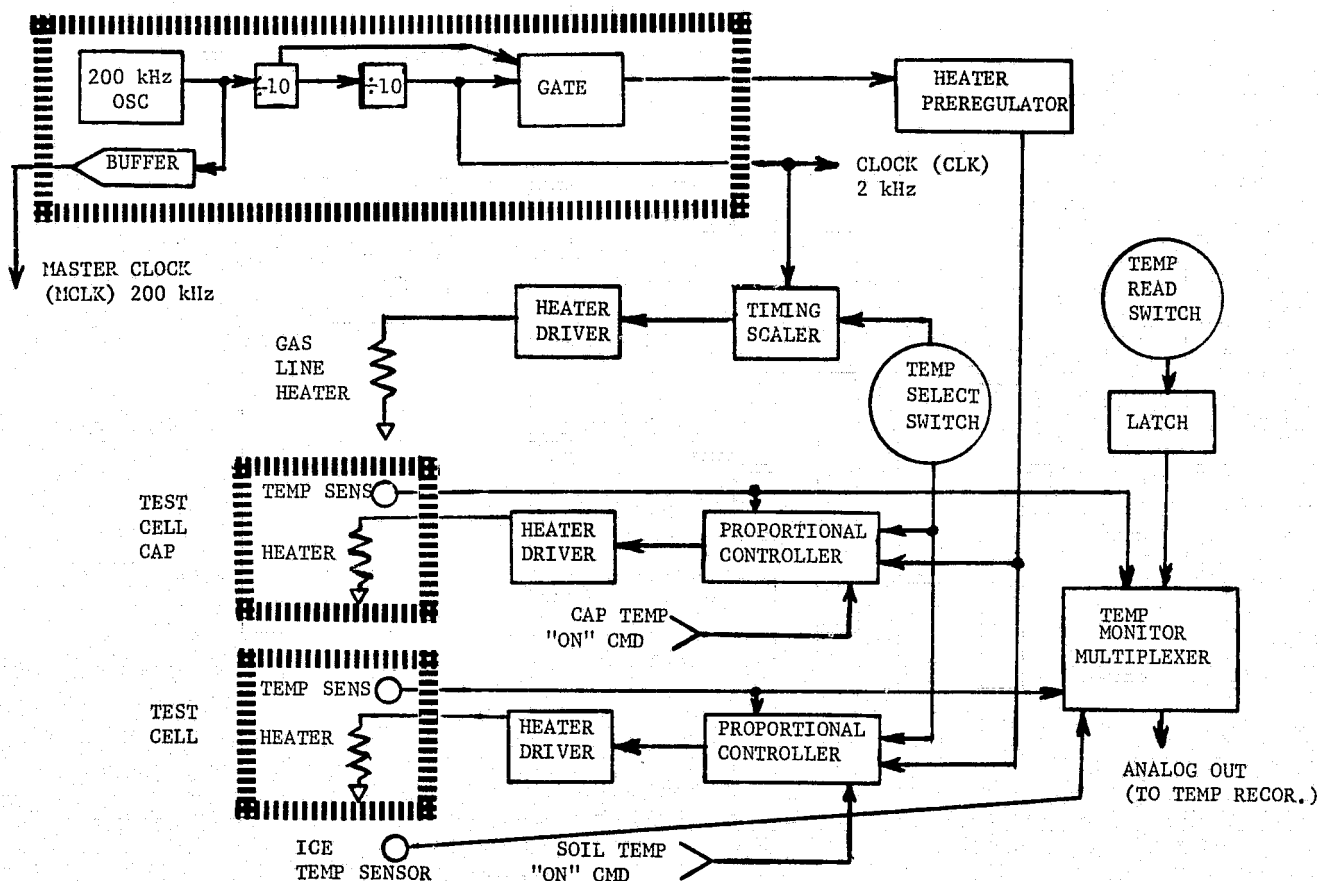 200 kHz
OSC
÷10
÷10
GATE
HEATER
PREREGULATOR
BUFFER
CLOCK (CLK)
2 kHz
MASTER CLOCK
(MCLK) 200 kHz
TEMP
READ
SWITCH
HEATER
DRIVER
TIMING
SCALER
GAS
LINE
HEATER
TEMP
SELECT
SWITCH
LATCH
TEST
CELL
CAP
TEMP SENS
HEATER
HEATER
DRIVER
PROPORTIONAL
CONTROLLER
CAP TEMP
"ON" CMD
TEMP
MONITOR
MULTIPLEXER
TEST
CELL
TEMP SENS
HEATER
HEATER
DRIVER
PROPORTIONAL
CONTROLLER
ANALOG OUT
(TO TEMP RECOR.)
ICE
TEMP SENSOR
SOIL TEMP
"ON" CMD